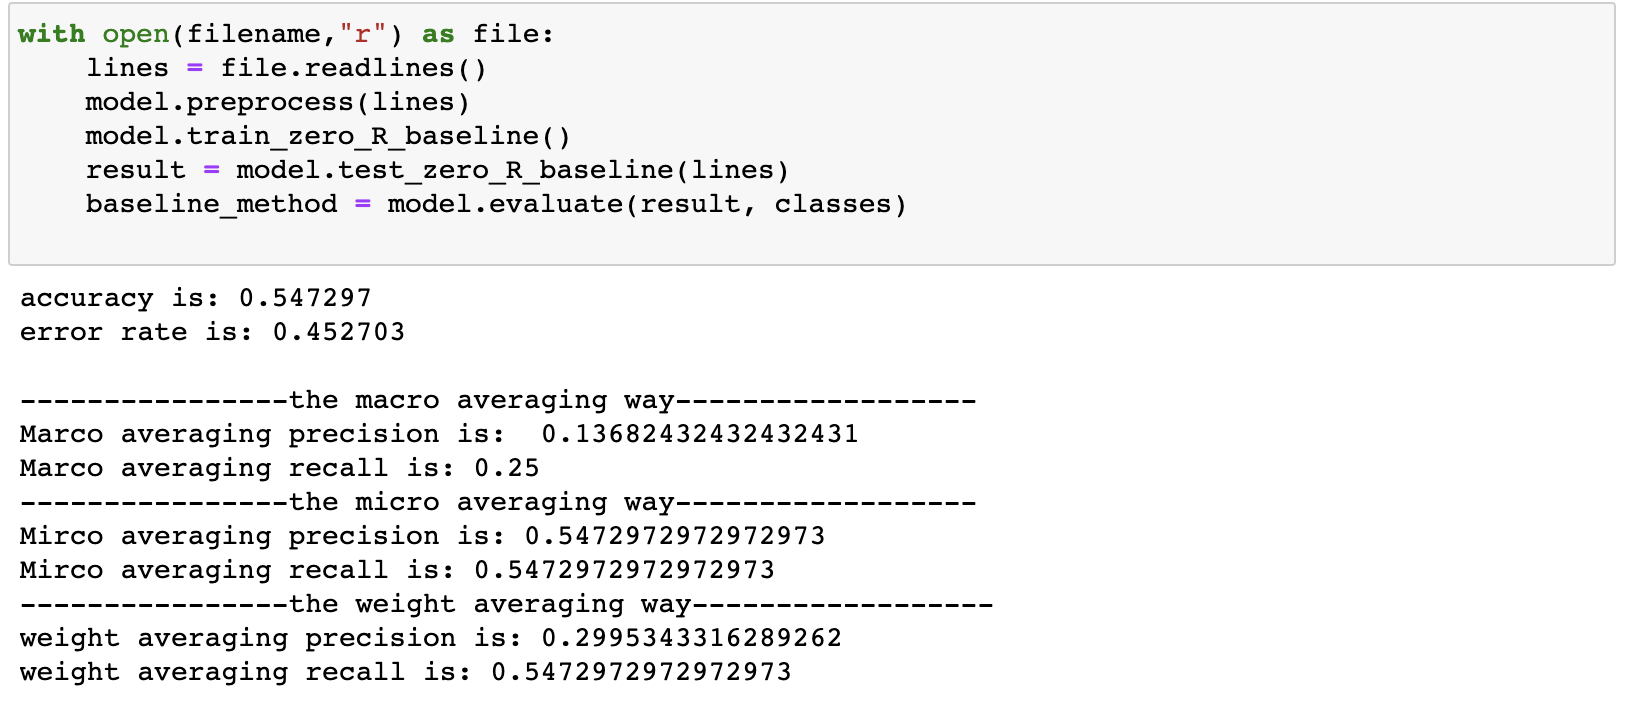 with open(filename,"r") as file:
    lines = file.readlines()
    model.preprocess(lines)
    model.train_zero_R_baseline()
    result = model.test_zero_R_baseline(lines)
    baseline_method = model.evaluate(result, classes)
accuracy is: 0.547297
error rate is: 0.452703
----------------the macro averaging way------------------
Marco averaging precision is:  0.13682432432432431
Marco averaging recall is: 0.25
----------------the micro averaging way------------------
Mirco averaging precision is: 0.5472972972972973
Mirco averaging recall is: 0.5472972972972973
----------------the weight averaging way------------------
weight averaging precision is: 0.2995343316289262
weight averaging recall is: 0.5472972972972973